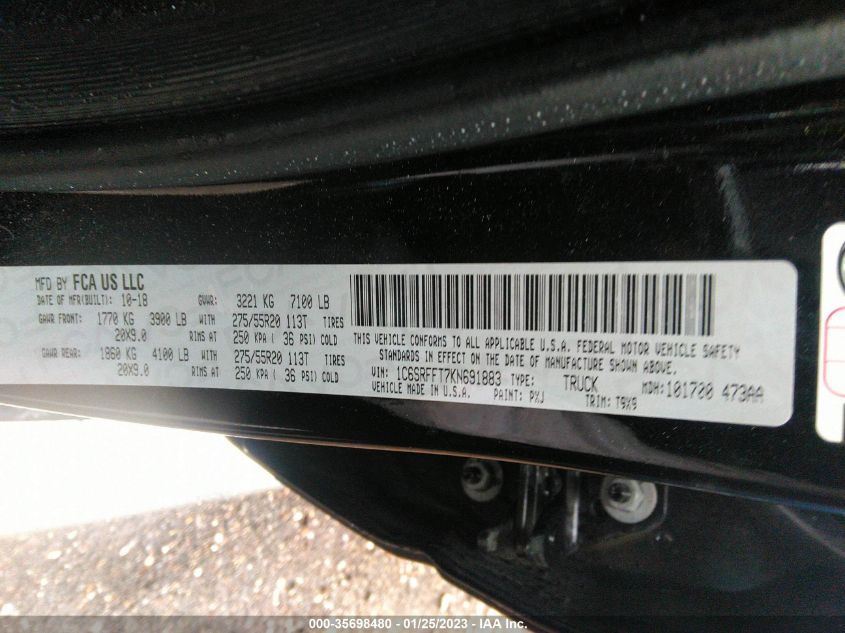 MFD BY FCA US LLC
DATE OF MFR(BUILT): 10-18 GVWR: 3221 KG 7100 LB
GAWR FRONT: 1770 KG 3900 LB WITH 275/55R20 113T TIRES
20X9.0 RIMS AT 250 KPA ( 36 PSI) COLD
GAWR REAR: 1860 KG 4100 LB WITH 275/55R20 113T TIRES
20X9.0 RIMS AT 250 KPA ( 36 PSI) COLD
THIS VEHICLE CONFORMS TO ALL APPLICABLE U.S.A. FEDERAL MOTOR VEHICLE SAFETY
STANDARDS IN EFFECT ON THE DATE OF MANUFACTURE SHOWN ABOVE.
VIN: 1C6SRFFT7KN691883 TYPE: TRUCK MDH: 101700 473AA
VEHICLE MADE IN U.S.A. PAINT: PXJ TRIM: T9X9
000-35698480 - 01/25/2023 - IAA Inc.